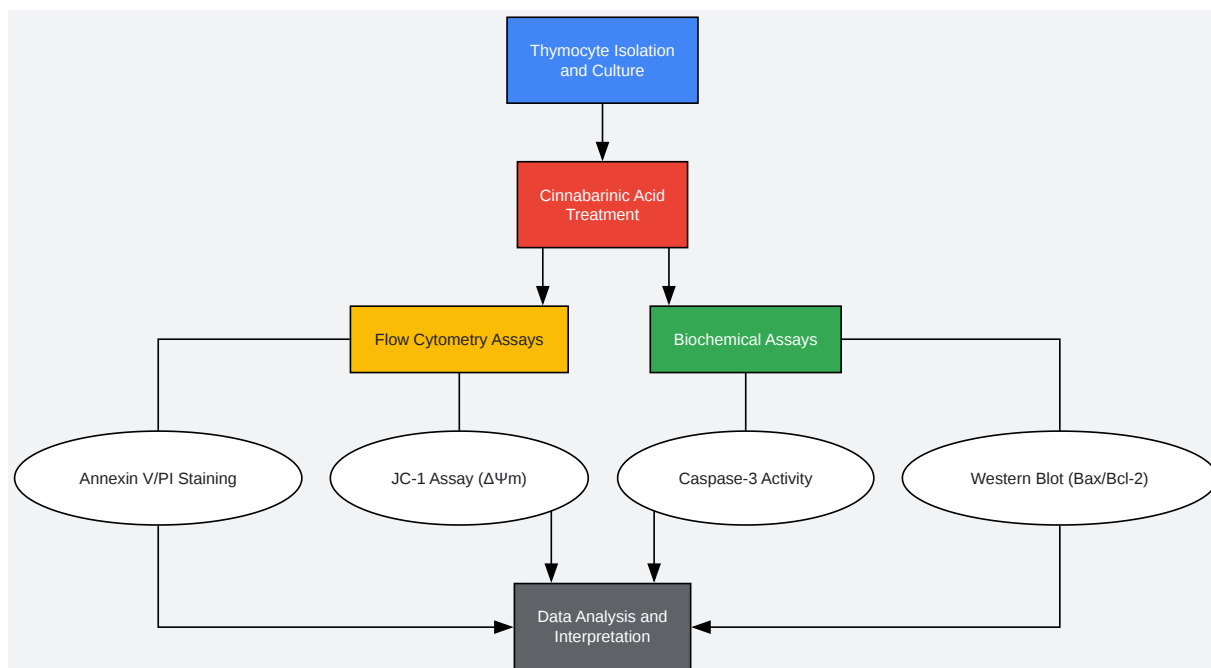 Thymocyte Isolation
and Culture
Cinnabarinic Acid
Treatment
Flow Cytometry Assays
Biochemical Assays
Annexin V/PI Staining
JC-1 Assay (ΔΨm)
Caspase-3 Activity
Western Blot (Bax/Bcl-2)
Data Analysis and
Interpretation